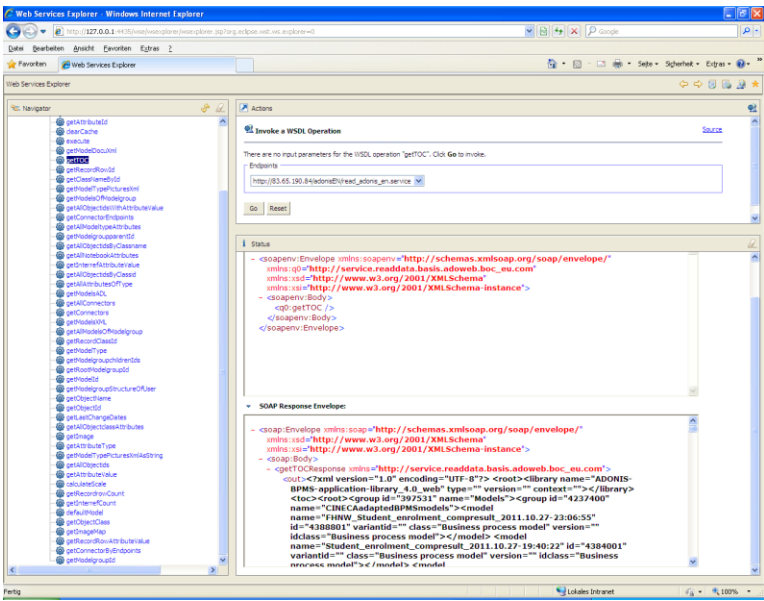 Web Services Explorer - Windows Internet Explorer
http://127.0.0.1:4435/wse/wsexplorer/wsexplorer.jsp?org.eclipse.wst.ws.explorer=0
Google
Datei Bearbeiten Ansicht Favoriten Extras ?
Favoriten Web Services Explorer Seite Sicherheit Extras
Web Services Explorer
Navigator
getAttributeId
clearCache
execute
getModelDocuXml
getTOC
getRecordRowId
getClassNameById
getModelTypePicturesXml
getModelsOfModelgroup
getAllObjectidsWithAttributeValue
getConnectorEndpoints
getAllModeltypeAttributes
getModelgroupparentId
getAllObjectidsByClassname
getAllNotebookAttributes
getInterrefAttributeValue
getAllObjectidsByClassid
getAllAttributesOfType
getModelsADL
getAllConnectors
getConnectors
getModelsXML
getAllModelsOfModelgroup
getRecordClassId
getModelType
getModelgroupchildrenIds
getRootModelgroupId
getModelId
getModelgroupStructureOfUser
getObjectName
getObjectId
getLastChangeDates
getAllObjectclassAttributes
getImage
getAttributeType
getModelTypePicturesXmlAsString
getAllObjectids
getAttributeValue
calculateScale
getRecordrowCount
getInterrefCount
defaultModel
getObjectClass
getImageMap
getRecordRowAttributeValue
getConnectorByEndpoints
getModelgroupId
Actions
Invoke a WSDL Operation Source
There are no input parameters for the WSDL operation "getTOC". Click Go to invoke.
Endpoints
http://83.65.190.84/adonisEN/read_adonis_en.service
Go Reset
Status
- <soapenv:Envelope xmlns:soapenv="http://schemas.xmlsoap.org/soap/envelope/"
xmlns:q0="http://service.readdata.basis.adoweb.boc_eu.com"
xmlns:xsd="http://www.w3.org/2001/XMLSchema"
xmlns:xsi="http://www.w3.org/2001/XMLSchema-instance">
- <soapenv:Body>
<q0:getTOC />
</soapenv:Body>
</soapenv:Envelope>
SOAP Response Envelope:
- <soap:Envelope xmlns:soap="http://schemas.xmlsoap.org/soap/envelope/"
xmlns:xsd="http://www.w3.org/2001/XMLSchema"
xmlns:xsi="http://www.w3.org/2001/XMLSchema-instance">
- <soap:Body>
- <getTOCResponse xmlns="http://service.readdata.basis.adoweb.boc_eu.com">
<out><?xml version="1.0" encoding="UTF-8"?> <root><library name="ADONIS-
BPMS-application-library_4.0_web" type="" version="" context=""></library>
<toc><root><group id="397531" name="Models"><group id="4237400"
name="CINECAadaptedBPMSmodels"><model
name="FHNW_Student_enrolment_compresult_2011.10.27-23:06:55"
id="4388801" variantid="" class="Business process model" version=""
idclass="Business process model"></model> <model
name="Student_enrolment_compresult_2011.10.27-19:40:22" id="4384001"
variantid="" class="Business process model" version="" idclass="Business
process model"></model> <model
Fertig Lokales Intranet 100%